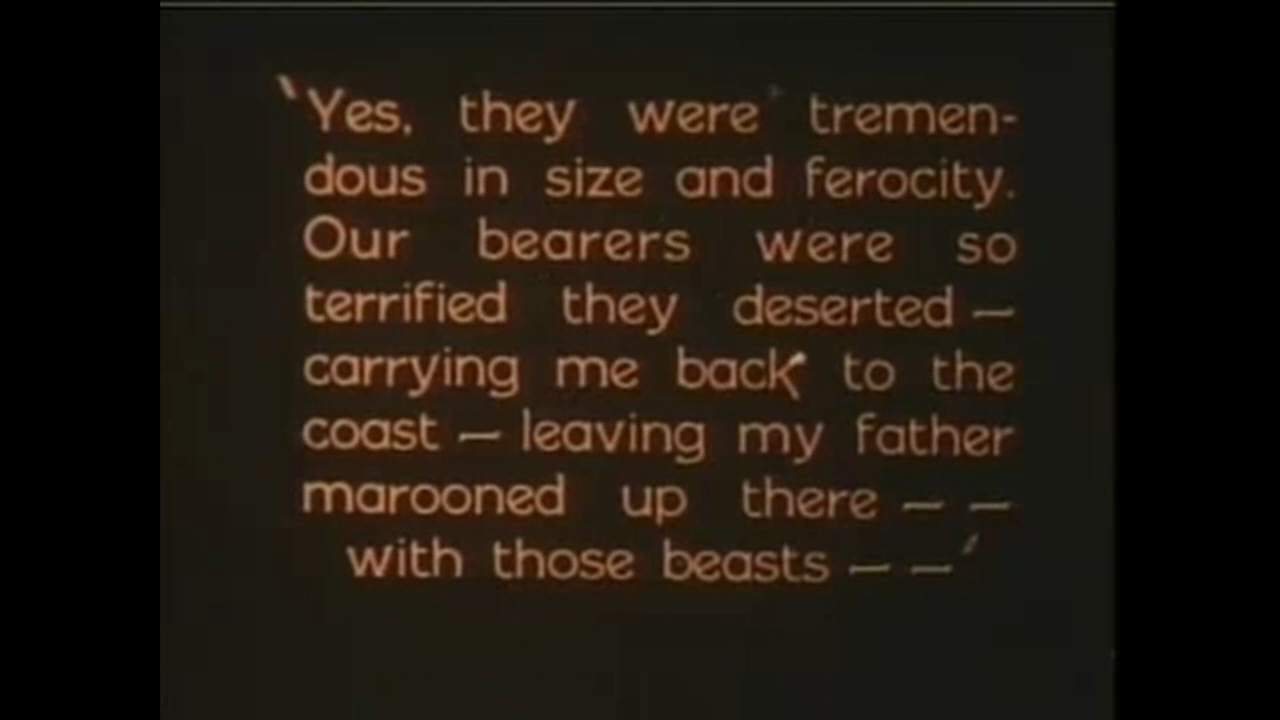 ‵Yes, they were tremen-
dous in size and ferocity.
Our bearers were so
terrified they deserted —
carrying me back to the
coast — leaving my father
marooned up there — —
with those beasts — —′